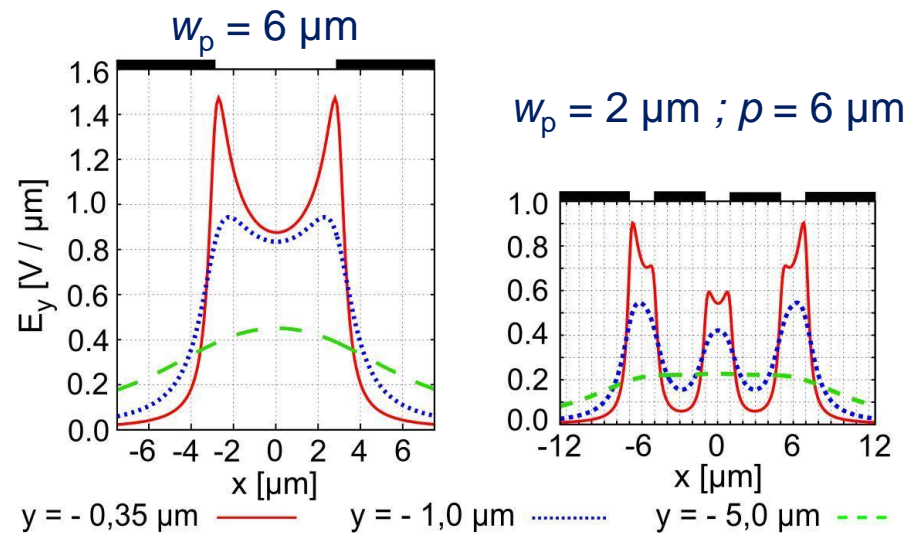 wp = 6 µm
1.6
1.4
1.2
1.0
0.8
0.6
0.4
0.2
0.0
Ey [V / µm]
-6 -4 -2 0 2 4 6
x [µm]
wp = 2 µm ; p = 6 µm
1.0
0.8
0.6
0.4
0.2
0.0
-12 -6 0 6 12
x [µm]
y = - 0,35 µm y = - 1,0 µm y = - 5,0 µm